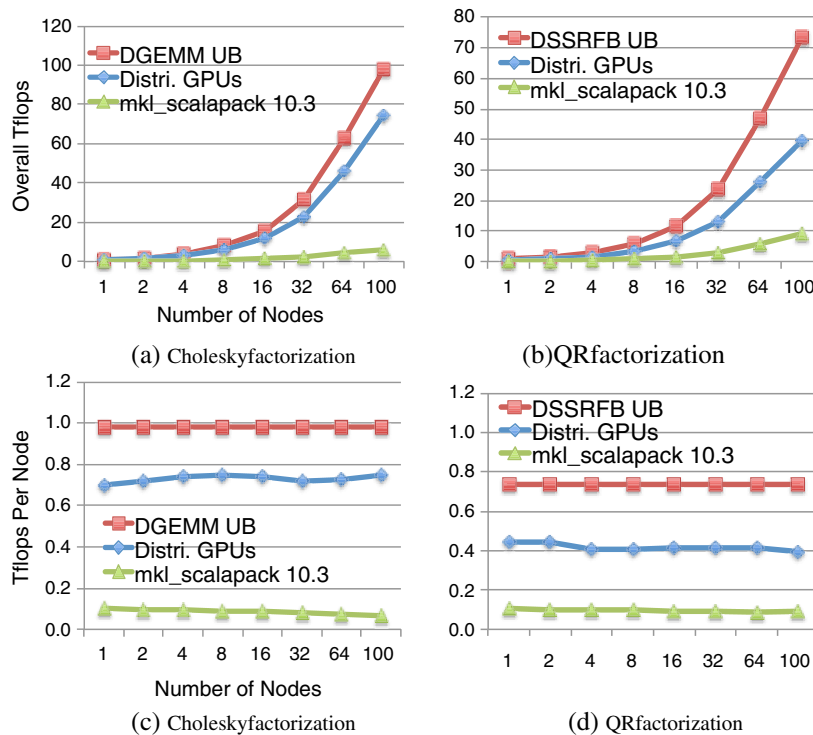 120
100
80
60
40
20
0
Overall Tflops
DGEMM UB
Distri. GPUs
mkl_scalapack 10.3
1 2 4 8 16 32 64 100
Number of Nodes
(a) Choleskyfactorization
80
70
60
50
40
30
20
10
0
DSSRFB UB
Distri. GPUs
mkl_scalapack 10.3
1 2 4 8 16 32 64 100
Number of Nodes
(b)QRfactorization
1.2
1.0
0.8
0.6
0.4
0.2
0.0
Tflops Per Node
DGEMM UB
Distri. GPUs
mkl_scalapack 10.3
1 2 4 8 16 32 64 100
Number of Nodes
(c) Choleskyfactorization
1.2
1.0
0.8
0.6
0.4
0.2
0.0
DSSRFB UB
Distri. GPUs
mkl_scalapack 10.3
1 2 4 8 16 32 64 100
Number of Nodes
(d) QRfactorization